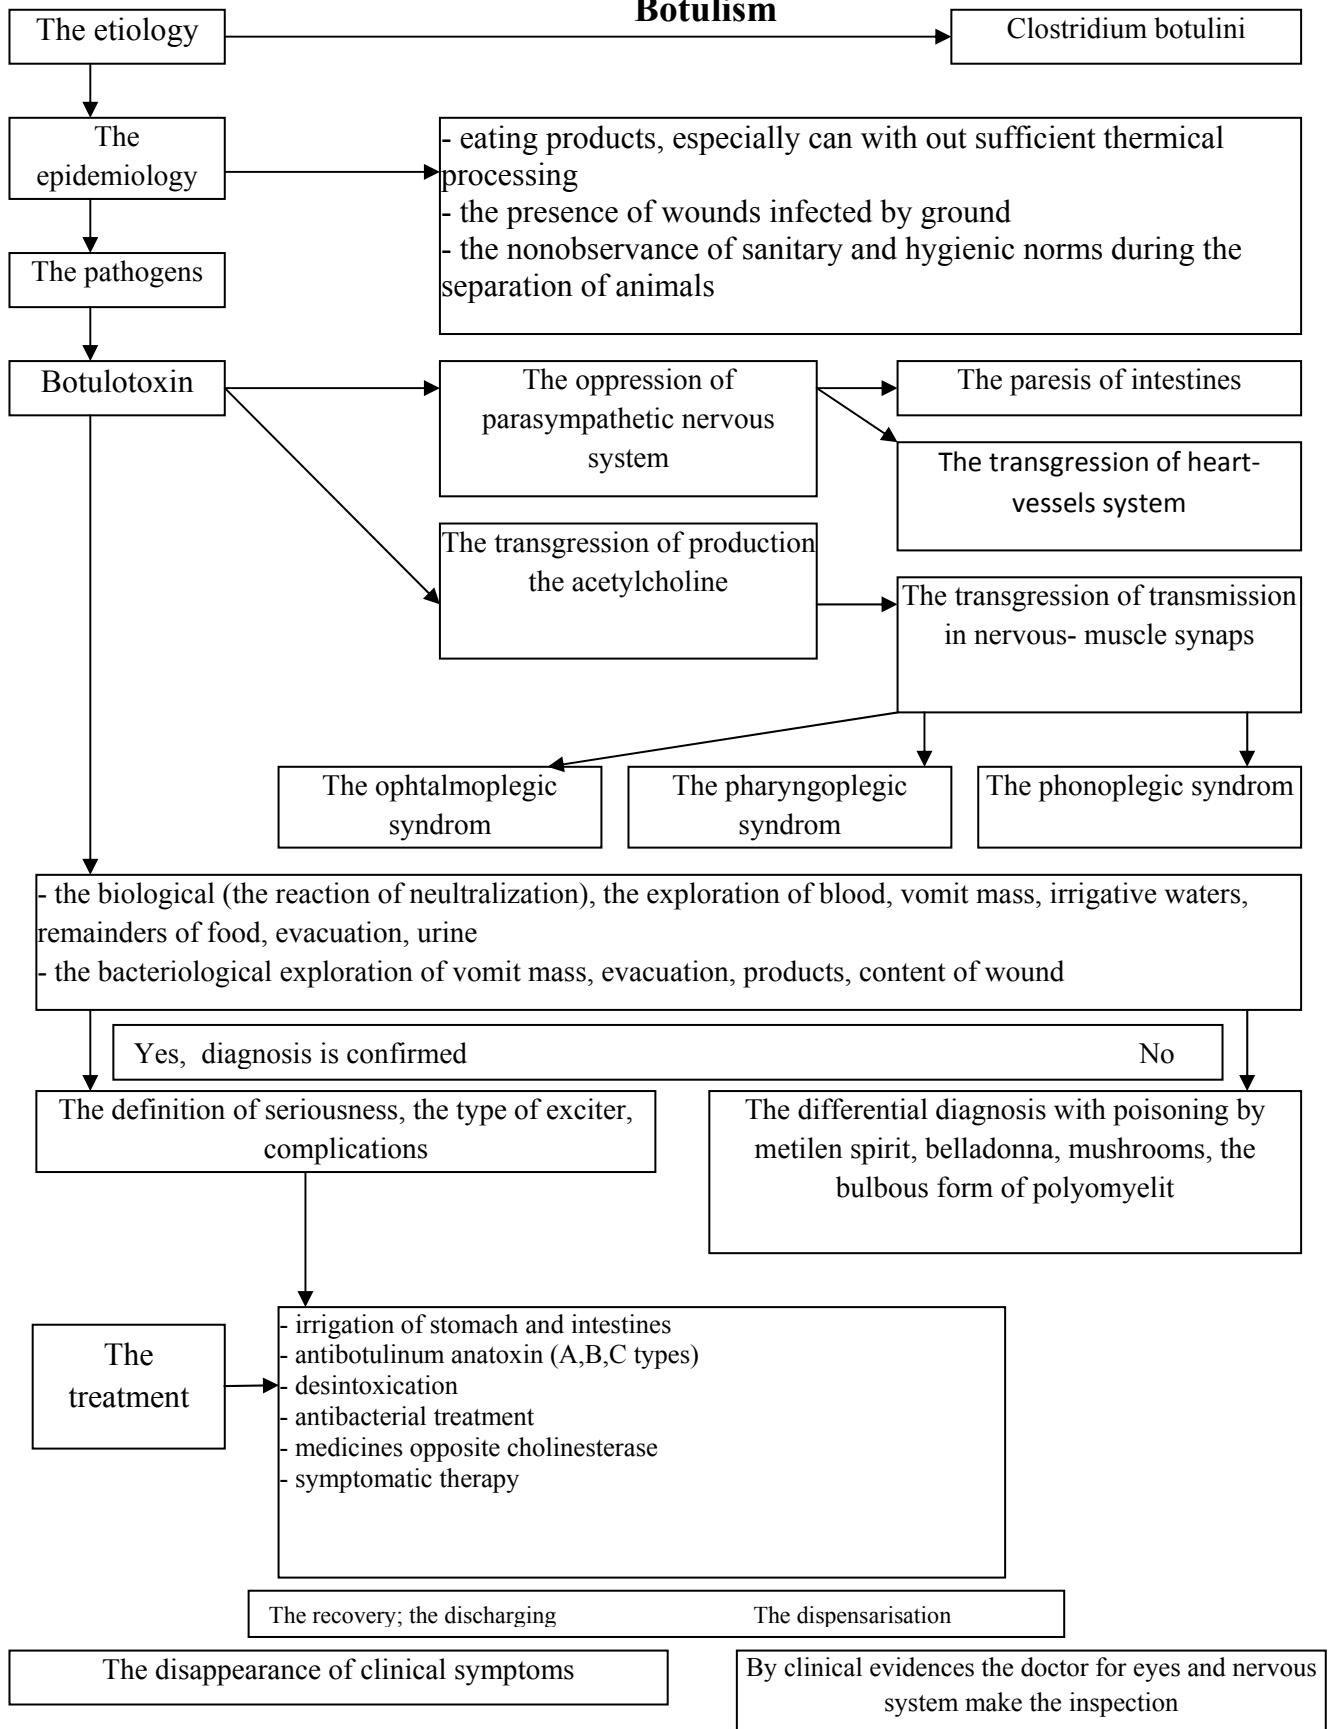 Botulism
The etiology
Clostridium botulini
The
epidemiology
- eating products, especially can with out sufficient thermical
processing
- the presence of wounds infected by ground
- the nonobservance of sanitary and hygienic norms during the
separation of animals
The pathogens
Botulotoxin
The oppression of
parasympathetic nervous
system
The paresis of intestines
The transgression of heart-
vessels system
The transgression of production
the acetylcholine
The transgression of transmission
in nervous- muscle synaps
The ophtalmoplegic
syndrom
The pharyngoplegic
syndrom
The phonoplegic syndrom
- the biological (the reaction of neultralization), the exploration of blood, vomit mass, irrigative waters,
remainders of food, evacuation, urine
- the bacteriological exploration of vomit mass, evacuation, products, content of wound
Yes, diagnosis is confirmed No
The definition of seriousness, the type of exciter,
complications
The differential diagnosis with poisoning by
metilen spirit, belladonna, mushrooms, the
bulbous form of polyomyelit
The
treatment
- irrigation of stomach and intestines
- antibotulinum anatoxin (A,B,C types)
- desintoxication
- antibacterial treatment
- medicines opposite cholinesterase
- symptomatic therapy
The recovery; the discharging The dispensarisation
The disappearance of clinical symptoms
By clinical evidences the doctor for eyes and nervous
system make the inspection